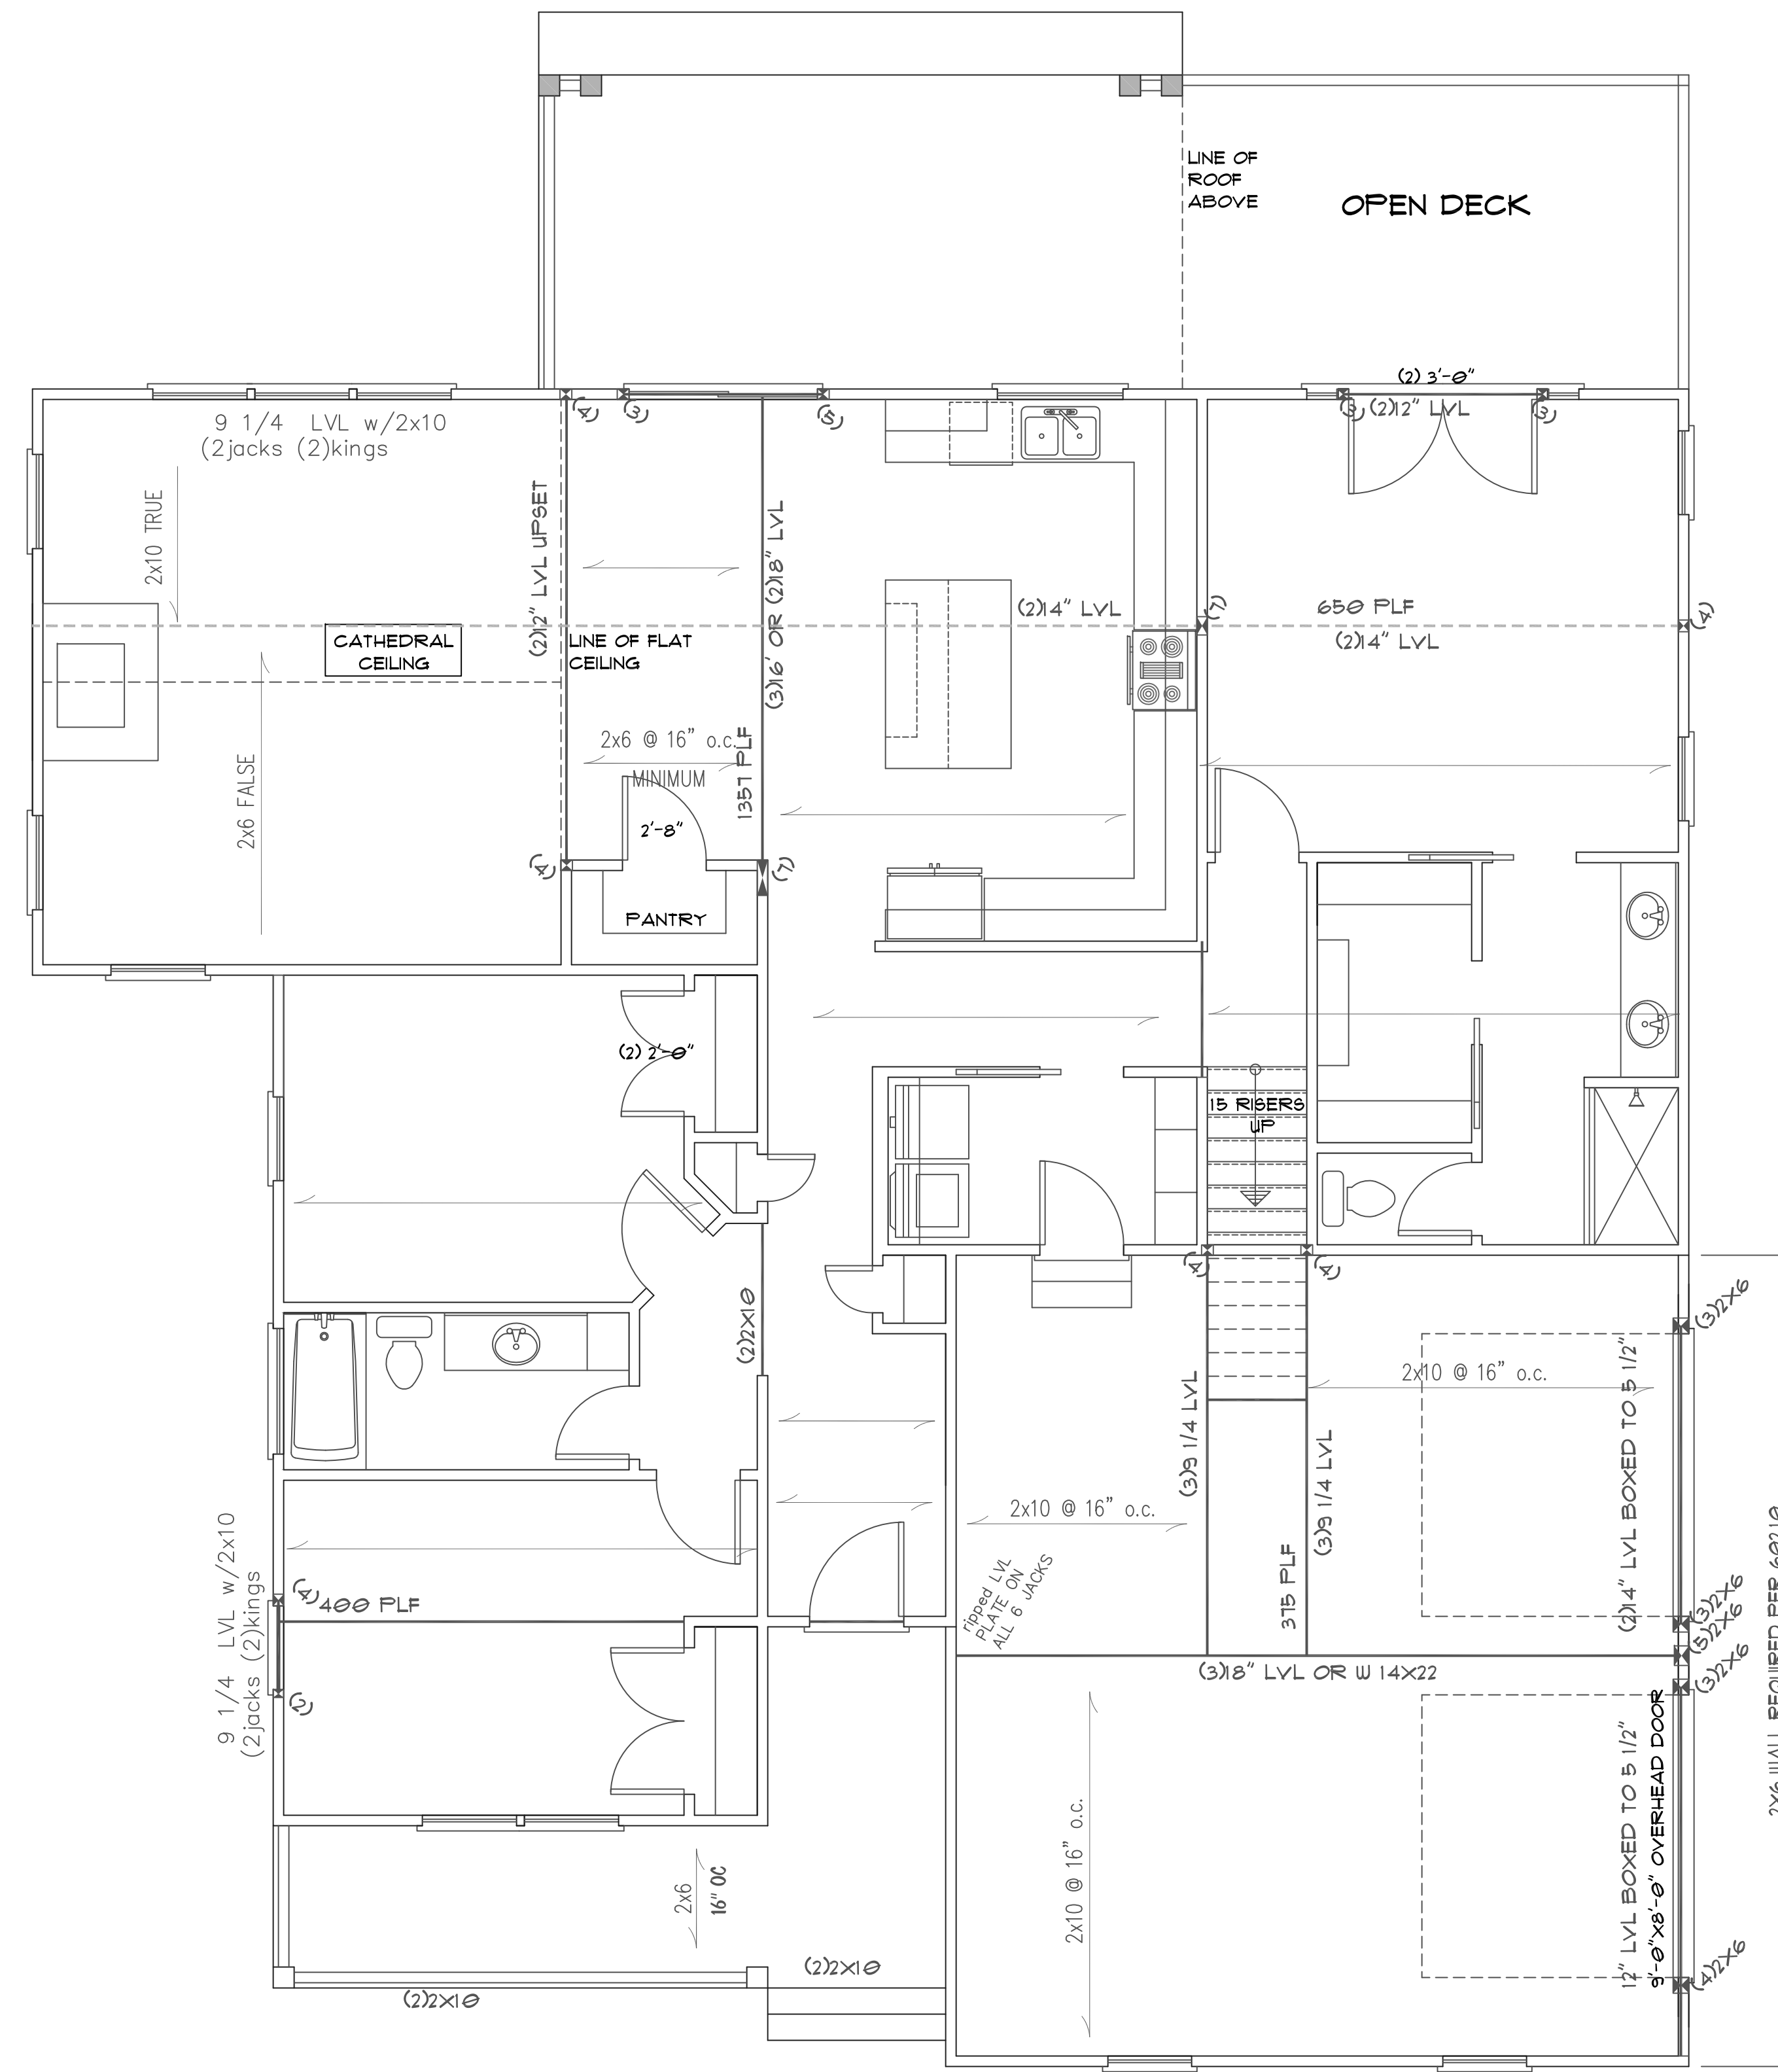 LINE OF
ROOF
ABOVE
OPEN DECK
(2) 3'-0"
9 1/4 LVL w/2x10
(2jacks (2)kings
(4)
(3)
(5)
(3)
(2)12" LVL
(3)
2x10 TRUE
(2)12" LVL UPSET
(3)16' OR (2)18" LVL
(2)14" LVL
(7)
650 PLF
(2)14" LVL
(4)
CATHEDRAL
CEILING
LINE OF FLAT
CEILING
2x6 FALSE
2x6 @ 16" o.c.
MINIMUM
1357 PLF
2'-8"
(4)
(7)
PANTRY
(2) 2'-0"
15 RISERS
UP
(4)
(4)
(2)2X10
(3)2X6
2x10 @ 16" o.c.
(3)9 1/4 LVL
(3)9 1/4 LVL
(2)14" LVL BOXED TO 5 1/2"
2x10 @ 16" o.c.
9 1/4 LVL w/2x10
(2jacks (2)kings
(4)
400 PLF
(2)
ripped LVL
PLATE ON
ALL 6 JACKS
375 PLF
(3)2X6
(5)2X6
(3)2X6
(3)18" LVL OR W 14X22
2X6 WALL REQUIRED PER 602.10
2x10 @ 16" o.c.
12" LVL BOXED TO 5 1/2"
9'-0"x8'-0" OVERHEAD DOOR
2x6
16" OC
(4)2X6
(2)2X10
(2)2X10